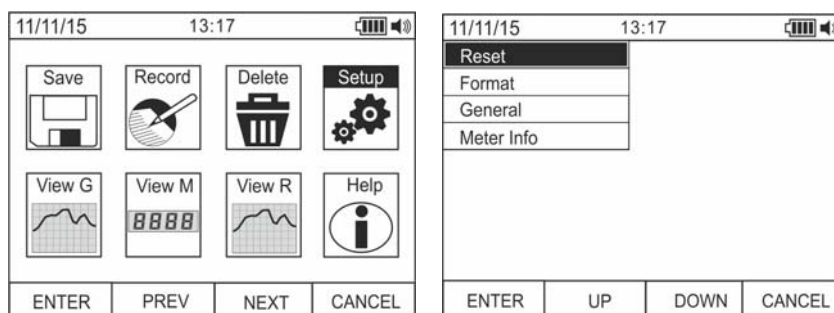 11/11/15 13:17
Save Record Delete Setup
View G View M View R Help
8888
ENTER PREV NEXT CANCEL
11/11/15 13:17
Reset
Format
General
Meter Info
ENTER UP DOWN CANCEL